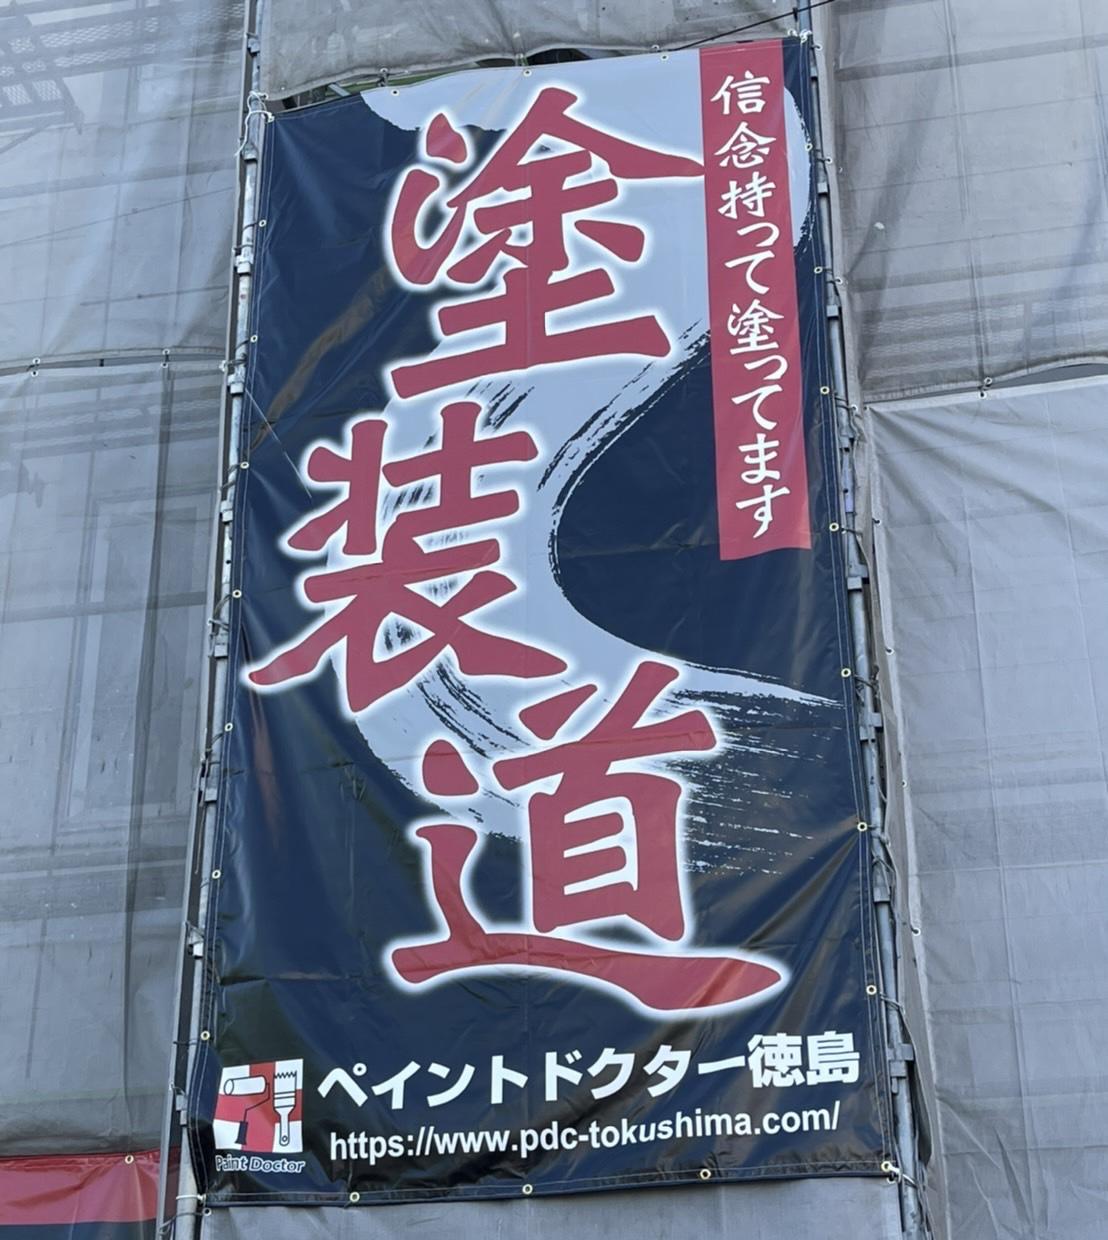 信念持って塗ってます
塗装道
ペイントドクター徳島
https://www.pdc-tokushima.com/
Paint Doctor